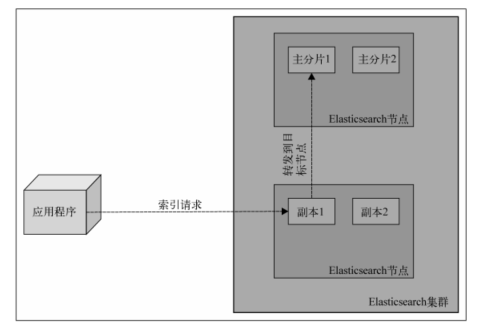 主分片1
主分片2
Elasticsearch节点
转发到目
标节点
应用程序
索引请求
副本1
副本2
Elasticsearch节点
Elasticsearch集群